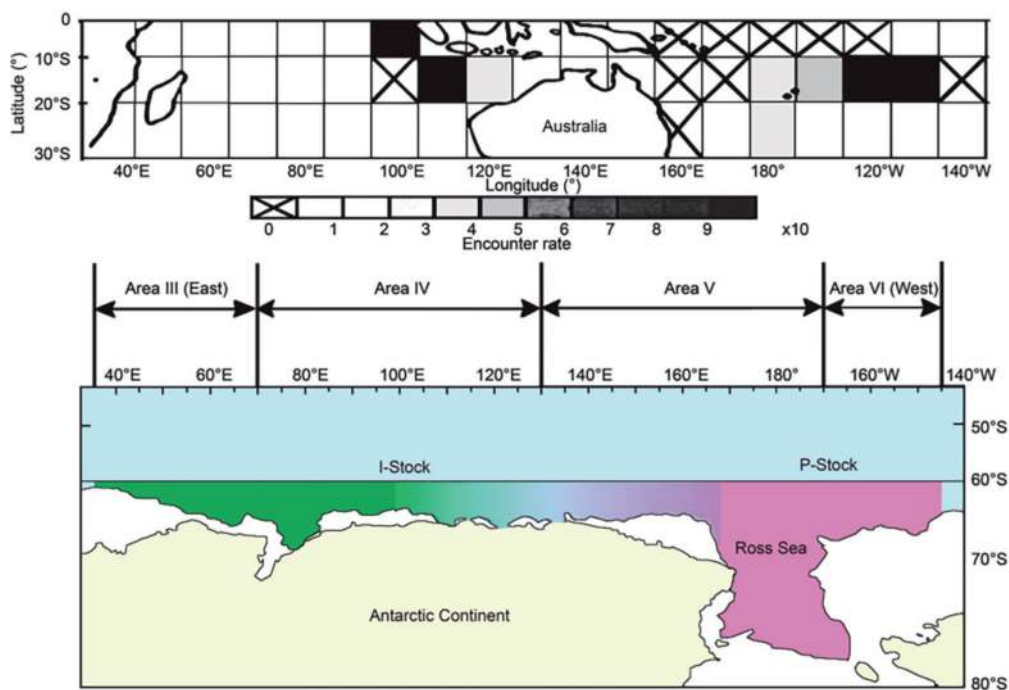 0
10°S
20°S
30°S
Latitude (°)
Australia
40°E 60°E 80°E 100°E 120°E 140°E 160°E 180° 120°W 140°W
Longitude (°)
0 1 2 3 4 5 6 7 8 9 x10
Encounter rate
Area III (East) Area IV Area V Area VI (West)
40°E 60°E 80°E 100°E 120°E 160°E 180°E 160°W 140°W
50°S
I-Stock P-Stock
60°S
Ross Sea
70°S
Antarctic Continent
80°S